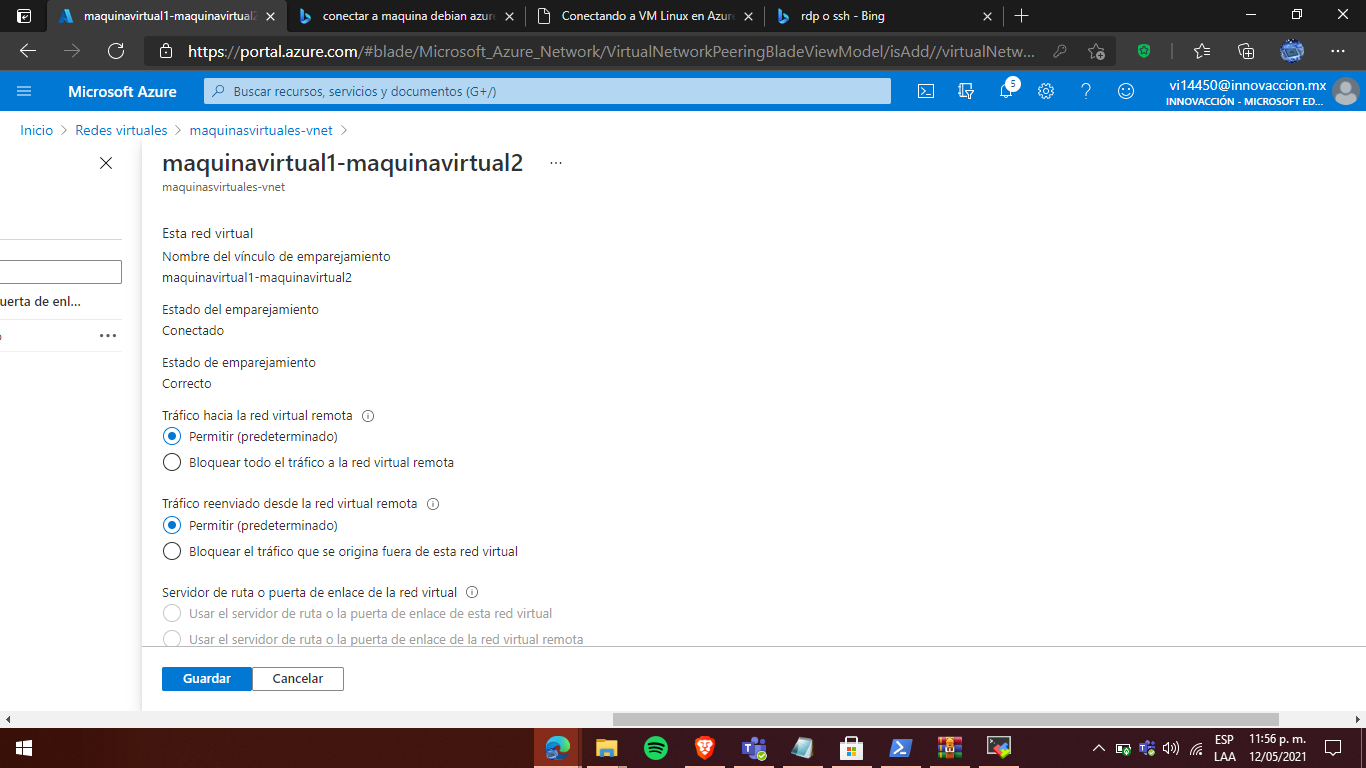 maquinavirtual1-maquinavirtual2
conectar a maquina debian azure
Conectando a VM Linux en Azure
rdp o ssh - Bing
https://portal.azure.com/#blade/Microsoft_Azure_Network/VirtualNetworkPeeringBladeViewModel/isAdd//virtualNetw...
Microsoft Azure
Buscar recursos, servicios y documentos (G+/)
5
vi14450@innovaccion.mx
INNOVACCIÓN - MICROSOFT ED...
Inicio > Redes virtuales > maquinasvirtuales-vnet >
maquinavirtual1-maquinavirtual2 ...
maquinasvirtuales-vnet
Esta red virtual
Nombre del vínculo de emparejamiento
maquinavirtual1-maquinavirtual2
uerta de enl...
Estado del emparejamiento
Conectado
Estado de emparejamiento
Correcto
Tráfico hacia la red virtual remota
Permitir (predeterminado)
Bloquear todo el tráfico a la red virtual remota
Tráfico reenviado desde la red virtual remota
Permitir (predeterminado)
Bloquear el tráfico que se origina fuera de esta red virtual
Servidor de ruta o puerta de enlace de la red virtual
Usar el servidor de ruta o la puerta de enlace de esta red virtual
Usar el servidor de ruta o la puerta de enlace de la red virtual remota
Guardar
Cancelar
ESP
LAA
11:56 p. m.
12/05/2021